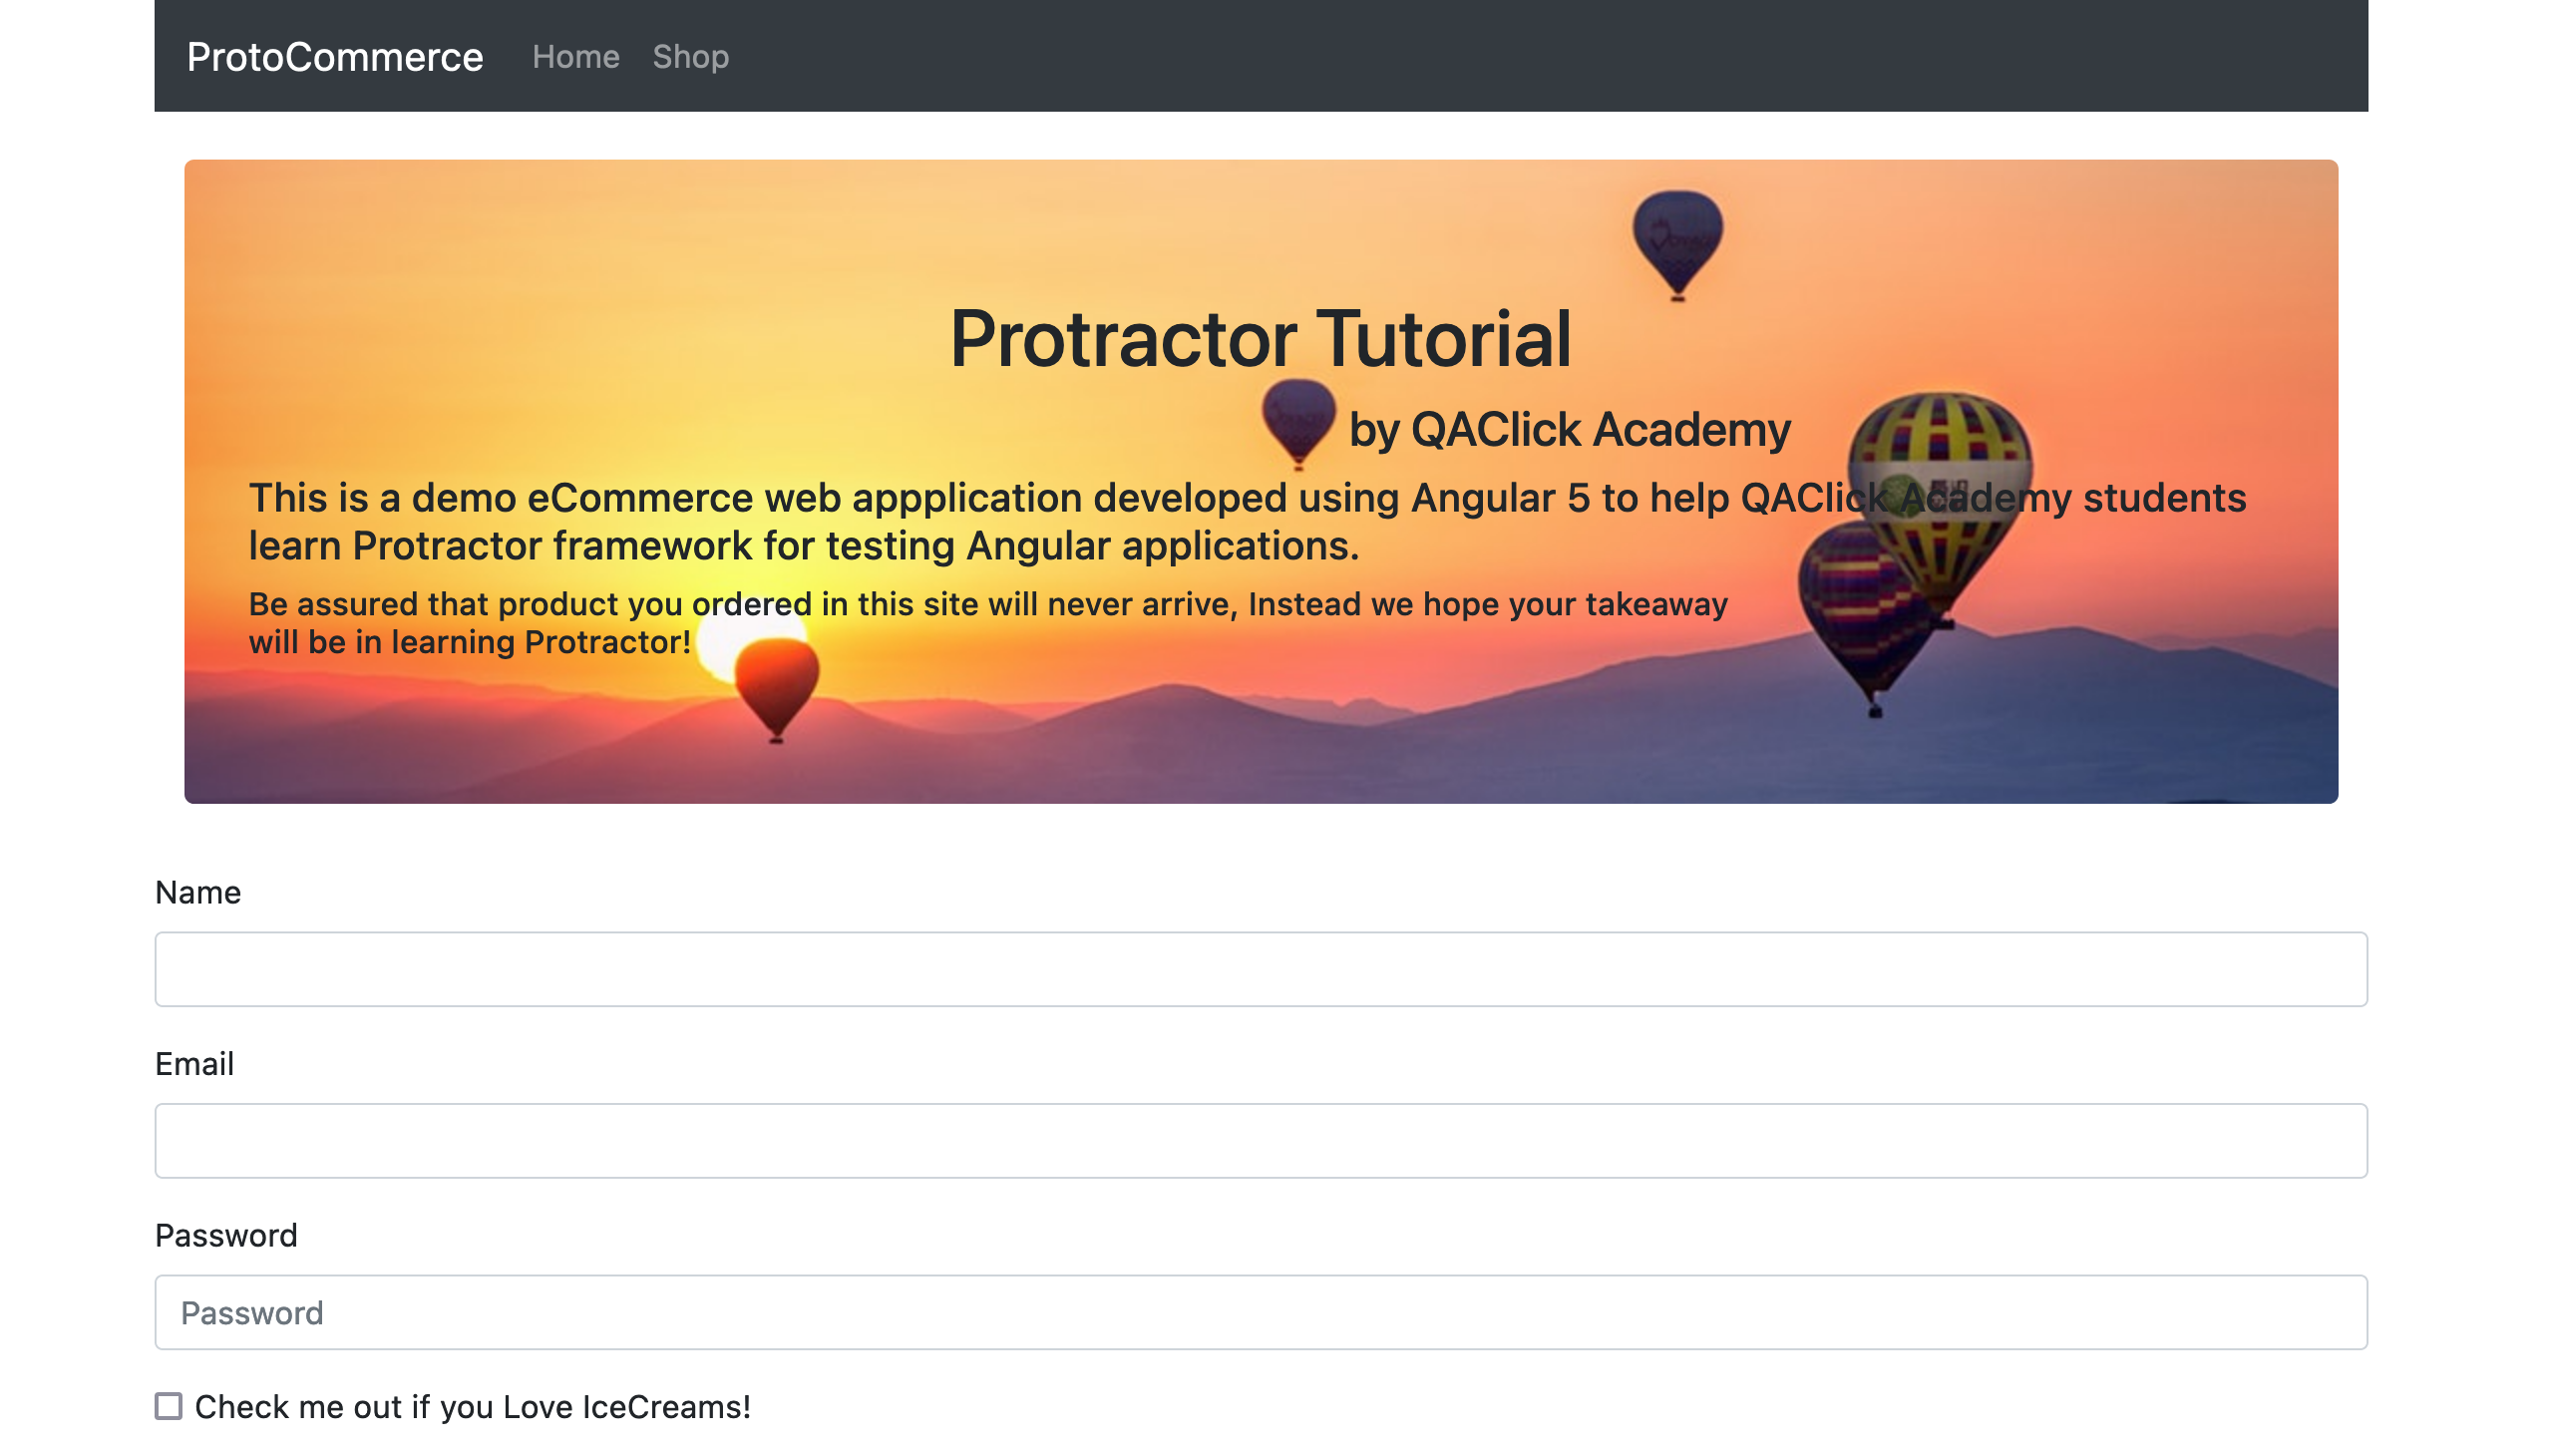 ProtoCommerce Home Shop
Protractor Tutorial
by QAClick Academy
This is a demo eCommerce web appplication developed using Angular 5 to help QAClick Academy students
learn Protractor framework for testing Angular applications.
Be assured that product you ordered in this site will never arrive, Instead we hope your takeaway
will be in learning Protractor!
Name
Email
Password
Password
Check me out if you Love IceCreams!